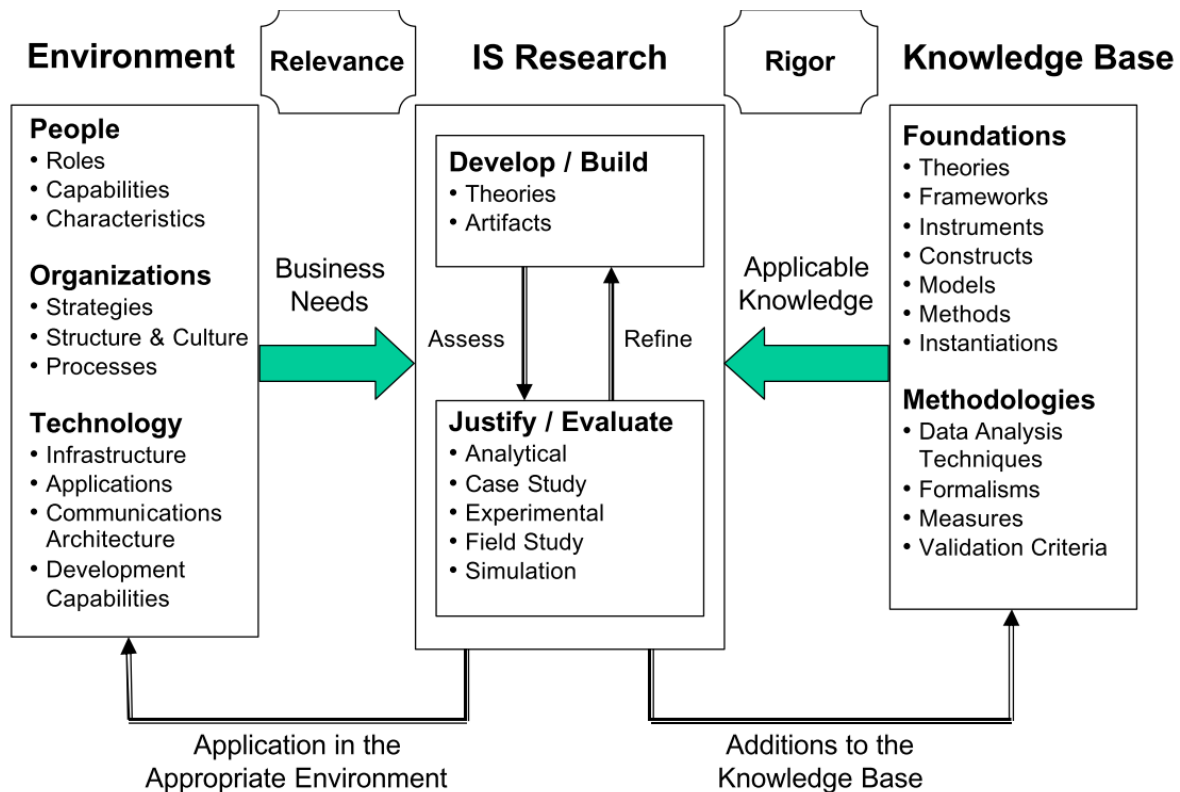 Environment
Relevance
IS Research
Rigor
Knowledge Base
People
• Roles
• Capabilities
• Characteristics
Organizations
• Strategies
• Structure & Culture
• Processes
Technology
• Infrastructure
• Applications
• Communications
Architecture
• Development
Capabilities
Business
Needs
Develop / Build
• Theories
• Artifacts
Assess
Refine
Justify / Evaluate
• Analytical
• Case Study
• Experimental
• Field Study
• Simulation
Applicable
Knowledge
Foundations
• Theories
• Frameworks
• Instruments
• Constructs
• Models
• Methods
• Instantiations
Methodologies
• Data Analysis
Techniques
• Formalisms
• Measures
• Validation Criteria
Application in the
Appropriate Environment
Additions to the
Knowledge Base